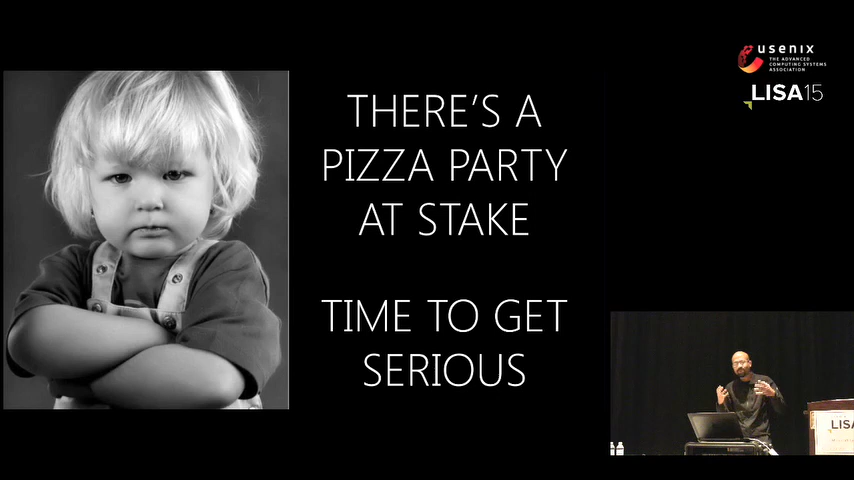 THERE'S A
PIZZA PARTY
AT STAKE
TIME TO GET
SERIOUS
usenix
THE ADVANCED
COMPUTING SYSTEMS
ASSOCIATION
LISA15
LISA